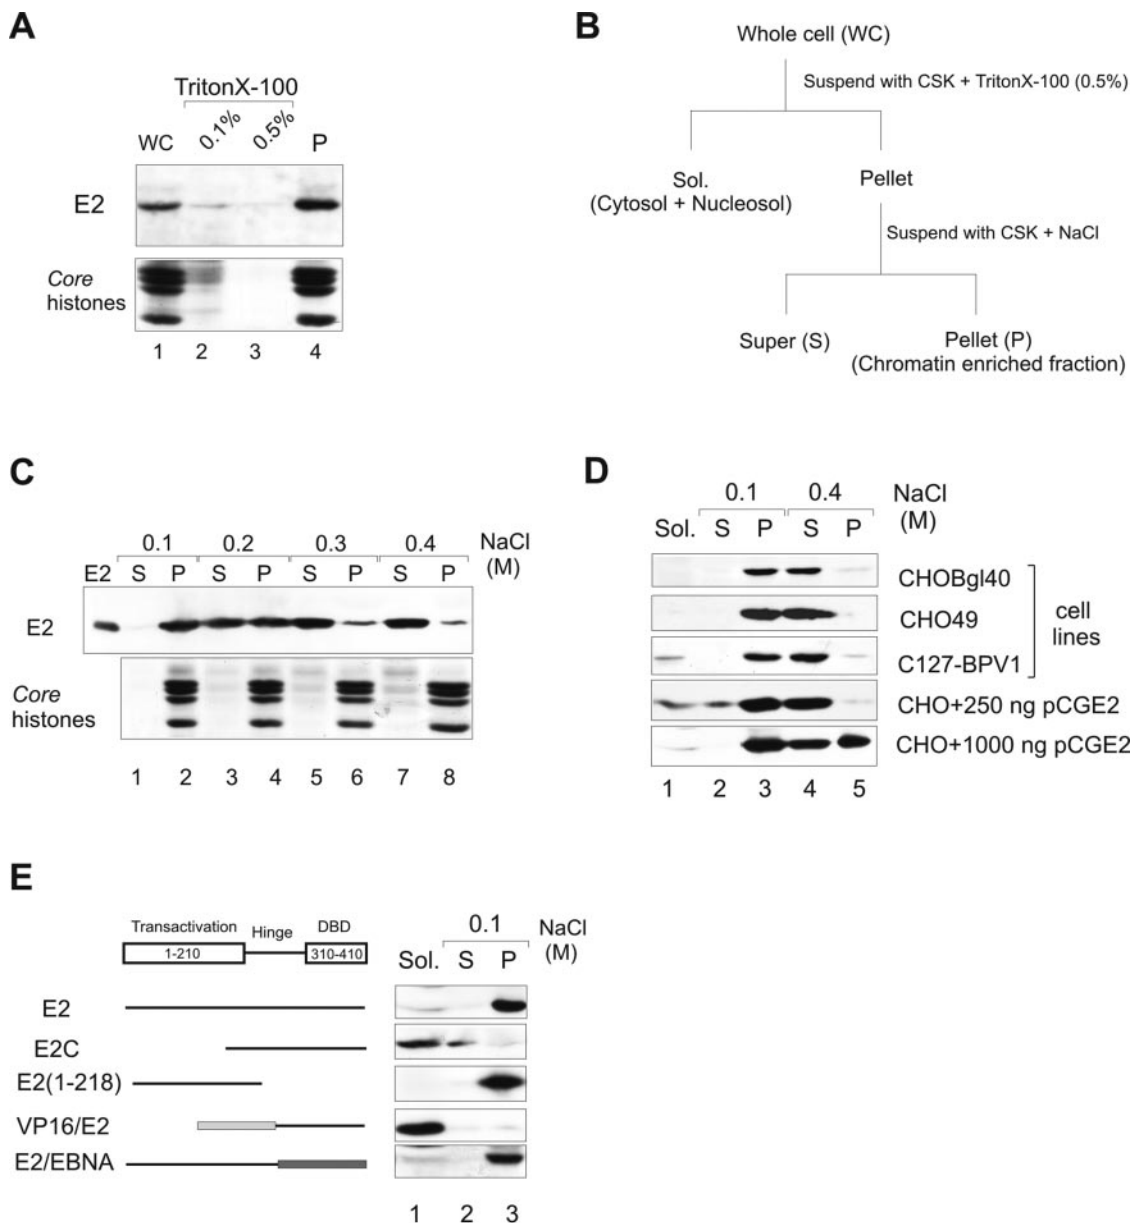 A
TritonX-100
WC 0.1% 0.5% P
E2
Core
histones
1 2 3 4
B
Whole cell (WC)
Suspend with CSK + TritonX-100 (0.5%)
Sol.
(Cytosol + Nucleosol)
Pellet
Suspend with CSK + NaCl
Super (S)
Pellet (P)
(Chromatin enriched fraction)
C
0.1 0.2 0.3 0.4 NaCl
(M)
E2 S P S P S P S P
E2
Core
histones
1 2 3 4 5 6 7 8
D
0.1 0.4 NaCl
(M)
Sol. S P S P
CHOBgl40
CHO49
C127-BPV1
cell
lines
CHO+250 ng pCGE2
CHO+1000 ng pCGE2
1 2 3 4 5
E
Transactivation Hinge DBD
1-210 310-410
0.1 NaCl
(M)
Sol. S P
E2
E2C
E2(1-218)
VP16/E2
E2/EBNA
1 2 3